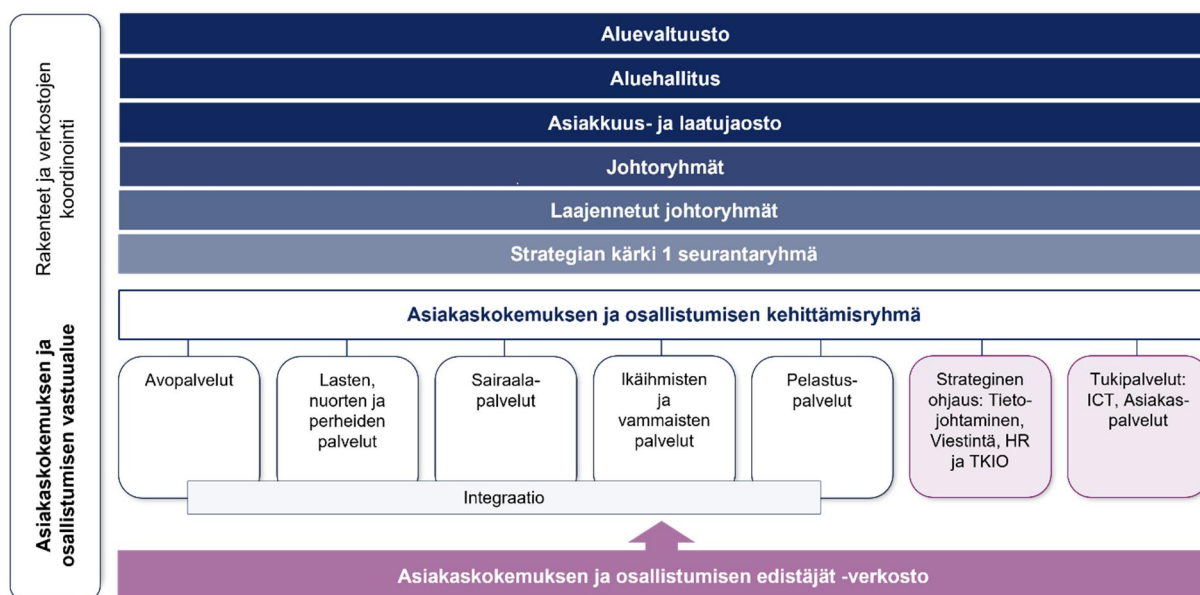 Rakenteet ja verkostojen
koordinointi
Asiakaskokemuksen ja
osallistumisen vastuualue
Aluevaltuusto
Aluehallitus
Asiakkuus- ja laatujaosto
Johtoryhmät
Laajennetut johtoryhmät
Strategian kärki 1 seurantaryhmä
Asiakaskokemuksen ja osallistumisen kehittämisryhmä
Avopalvelut
Lasten,
nuorten ja
perheiden
palvelut
Sairaala-
palvelut
Ikäihmisten
ja
vammaisten
palvelut
Pelastus-
palvelut
Strateginen
ohjaus: Tieto-
johtaminen,
Viestintä, HR
ja TKIO
Tukipalvelut:
ICT, Asiakas-
palvelut
Integraatio
Asiakaskokemuksen ja osallistumisen edistäjät -verkosto